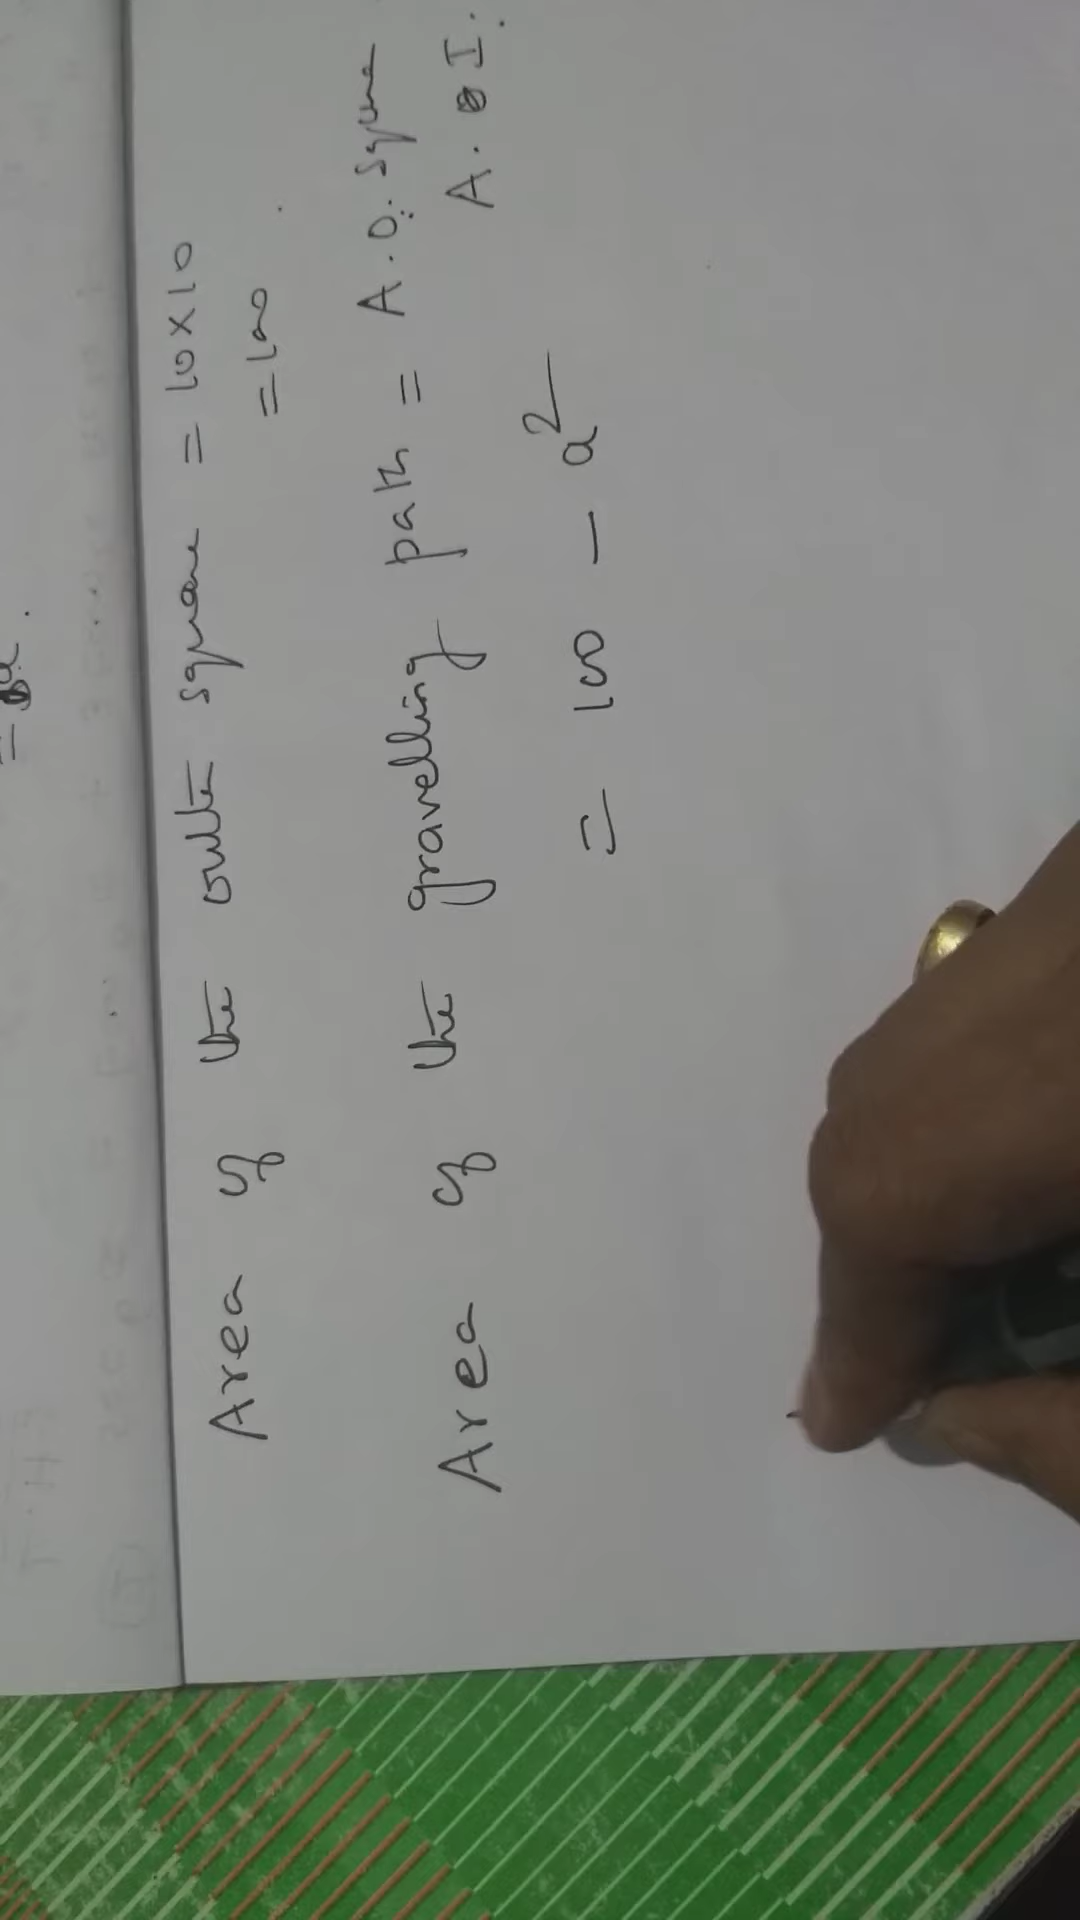 Area of the outer square = 10 x 10
= 100
Area of the gravelling path = A.O. Square
A. I.
= 100 - a²